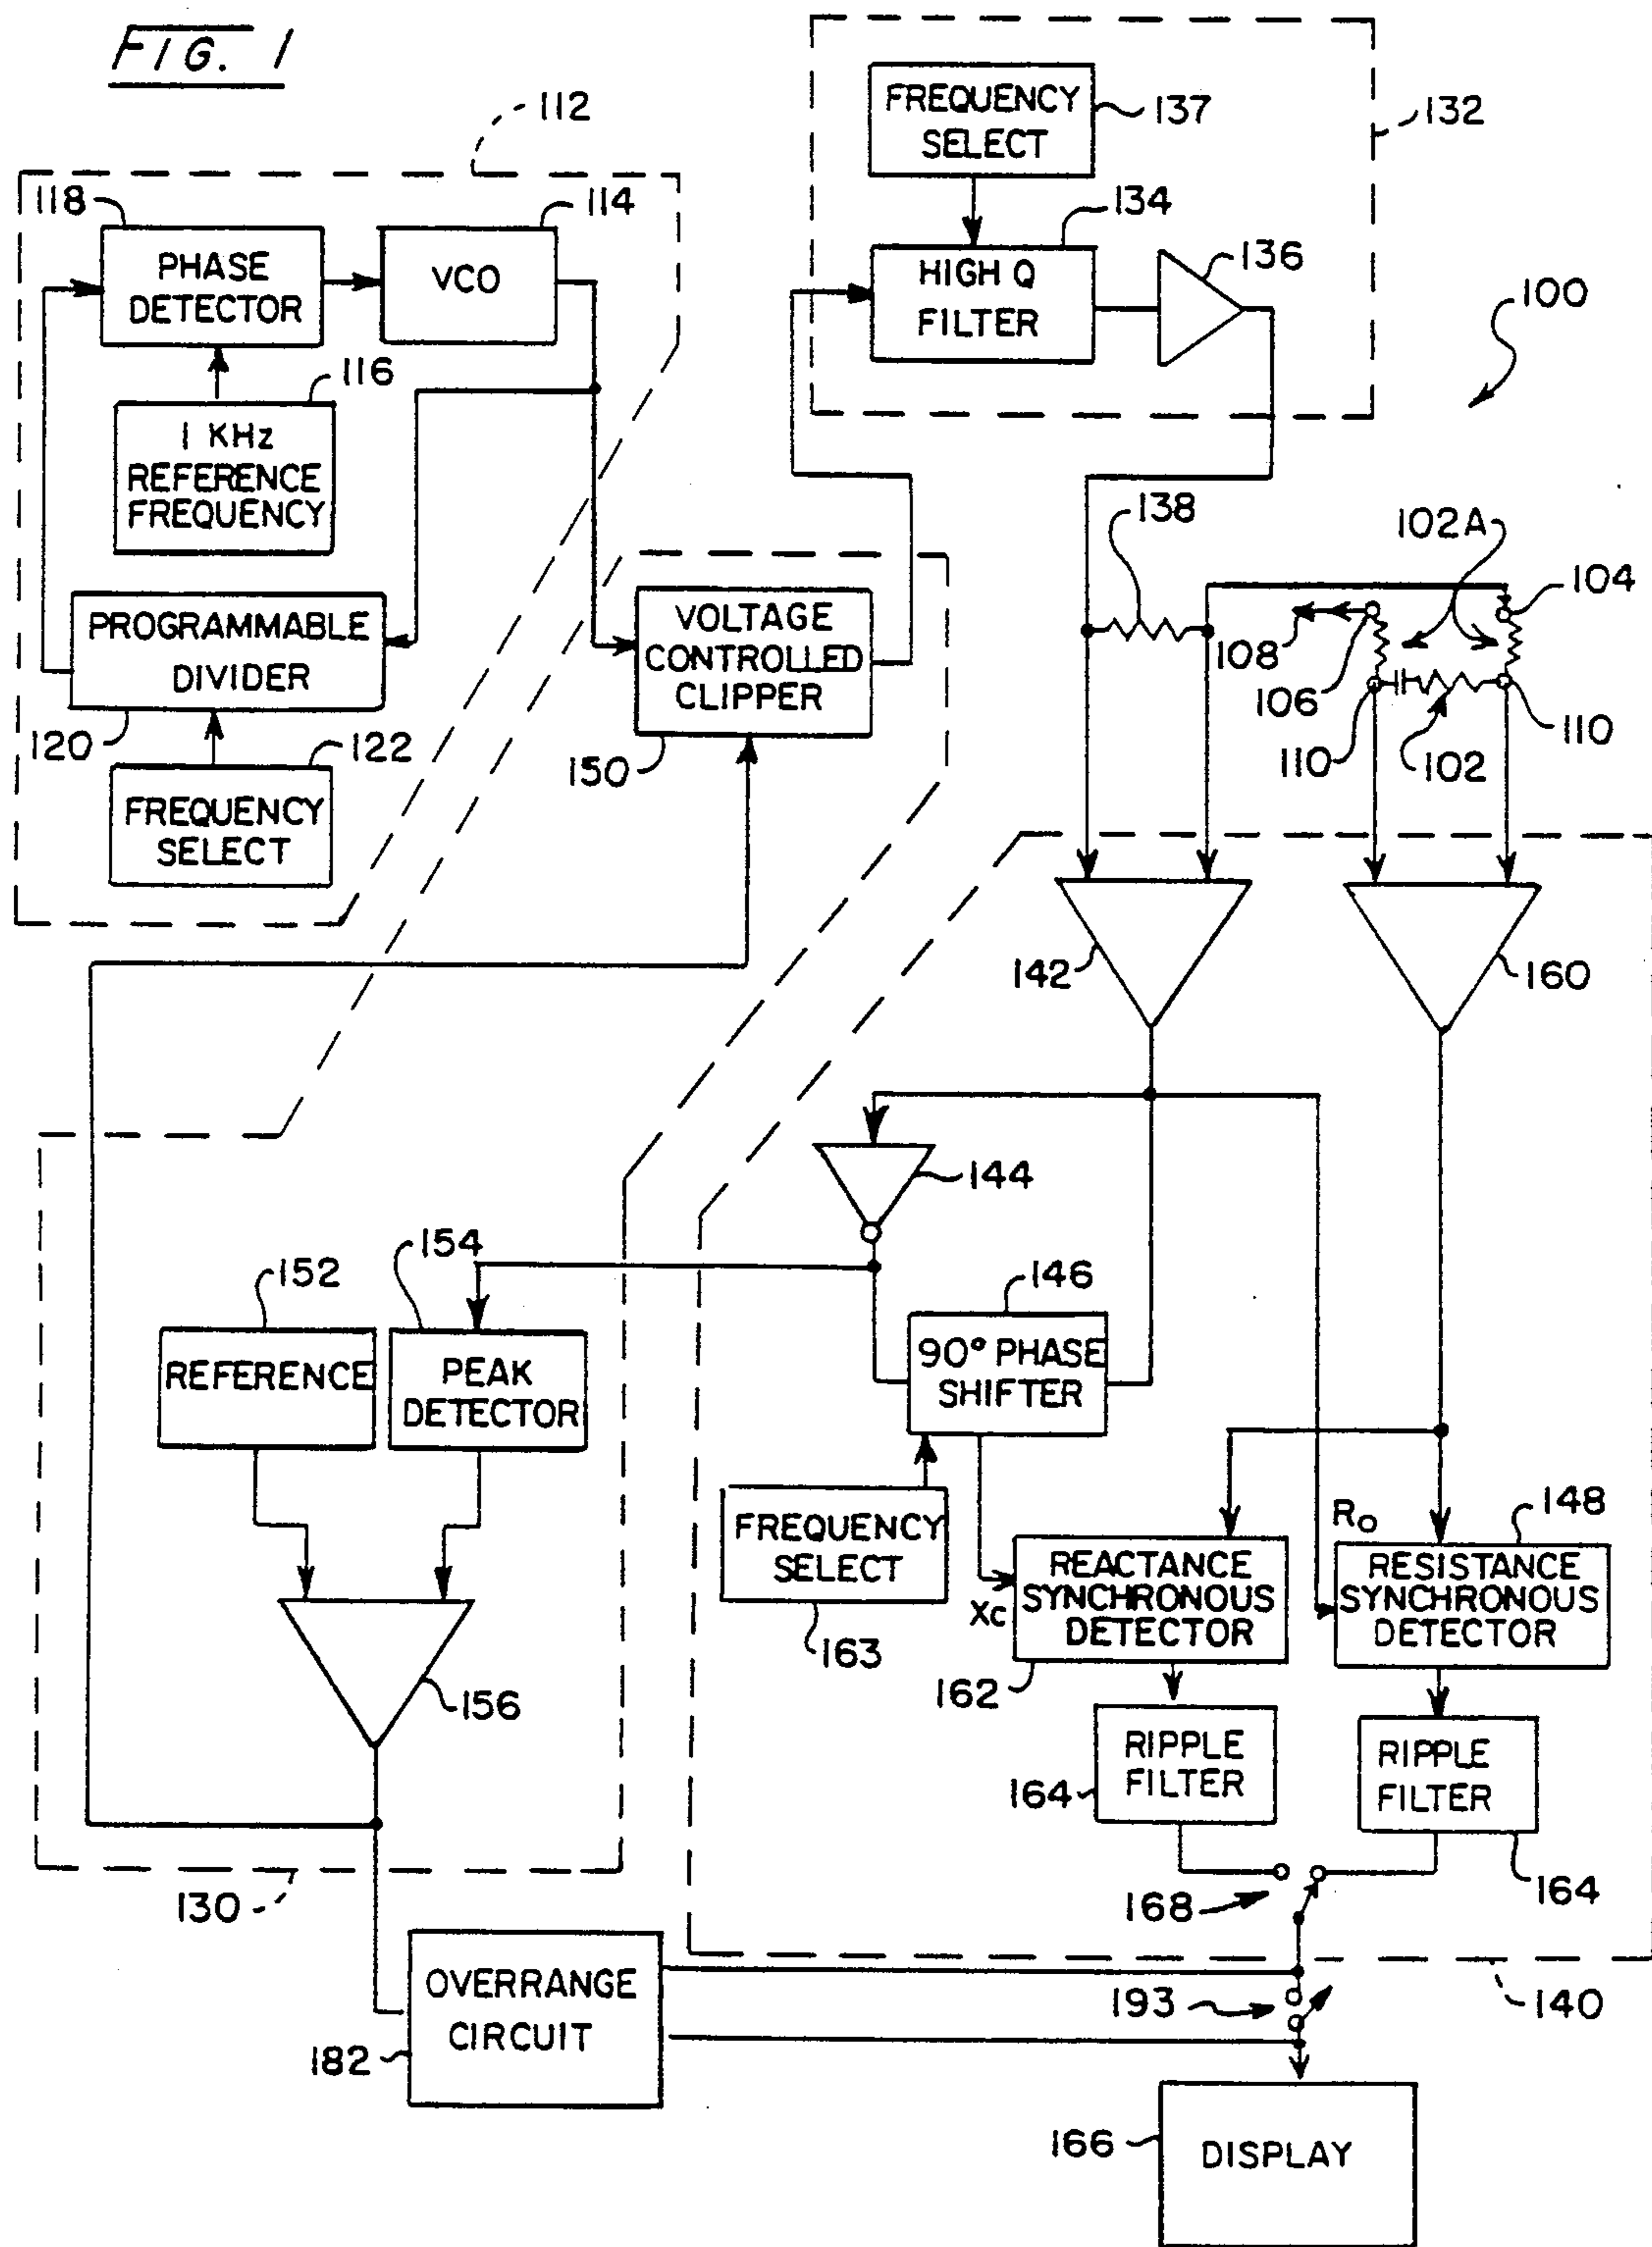 FIG. 1
112
118
114
PHASE
DETECTOR
VCO
116
1 KHz
REFERENCE
FREQUENCY
PROGRAMMABLE
DIVIDER
120
122
FREQUENCY
SELECT
FREQUENCY
SELECT
137
132
134
HIGH Q
FILTER
136
100
138
102A
104
108
106
110
102
110
VOLTAGE
CONTROLLED
CLIPPER
150
142
160
144
154
152
REFERENCE
PEAK
DETECTOR
146
90° PHASE
SHIFTER
FREQUENCY
SELECT
163
Xc
REACTANCE
SYNCHRONOUS
DETECTOR
162
Ro
148
RESISTANCE
SYNCHRONOUS
DETECTOR
156
RIPPLE
FILTER
164
RIPPLE
FILTER
164
168
130
OVERRANGE
CIRCUIT
182
193
140
166
DISPLAY